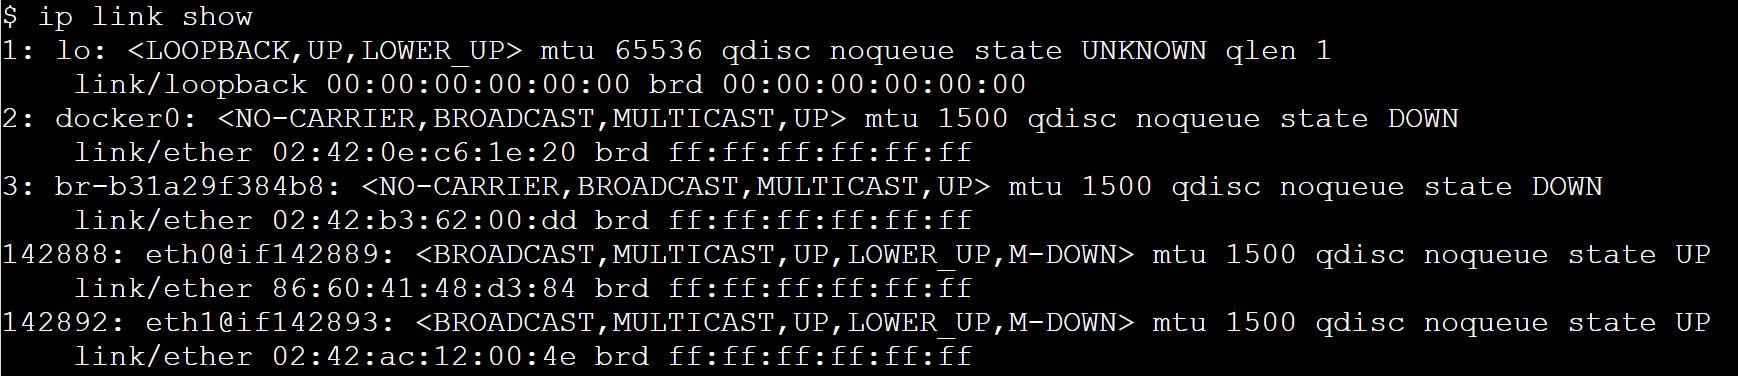 $ ip link show
1: lo: <LOOPBACK,UP,LOWER_UP> mtu 65536 qdisc noqueue state UNKNOWN qlen 1
    link/loopback 00:00:00:00:00:00 brd 00:00:00:00:00:00
2: docker0: <NO-CARRIER,BROADCAST,MULTICAST,UP> mtu 1500 qdisc noqueue state DOWN
    link/ether 02:42:0e:c6:1e:20 brd ff:ff:ff:ff:ff:ff
3: br-b31a29f384b8: <NO-CARRIER,BROADCAST,MULTICAST,UP> mtu 1500 qdisc noqueue state DOWN
    link/ether 02:42:b3:62:00:dd brd ff:ff:ff:ff:ff:ff
142888: eth0@if142889: <BROADCAST,MULTICAST,UP,LOWER_UP,M-DOWN> mtu 1500 qdisc noqueue state UP
    link/ether 86:60:41:48:d3:84 brd ff:ff:ff:ff:ff:ff
142892: eth1@if142893: <BROADCAST,MULTICAST,UP,LOWER_UP,M-DOWN> mtu 1500 qdisc noqueue state UP
    link/ether 02:42:ac:12:00:4e brd ff:ff:ff:ff:ff:ff